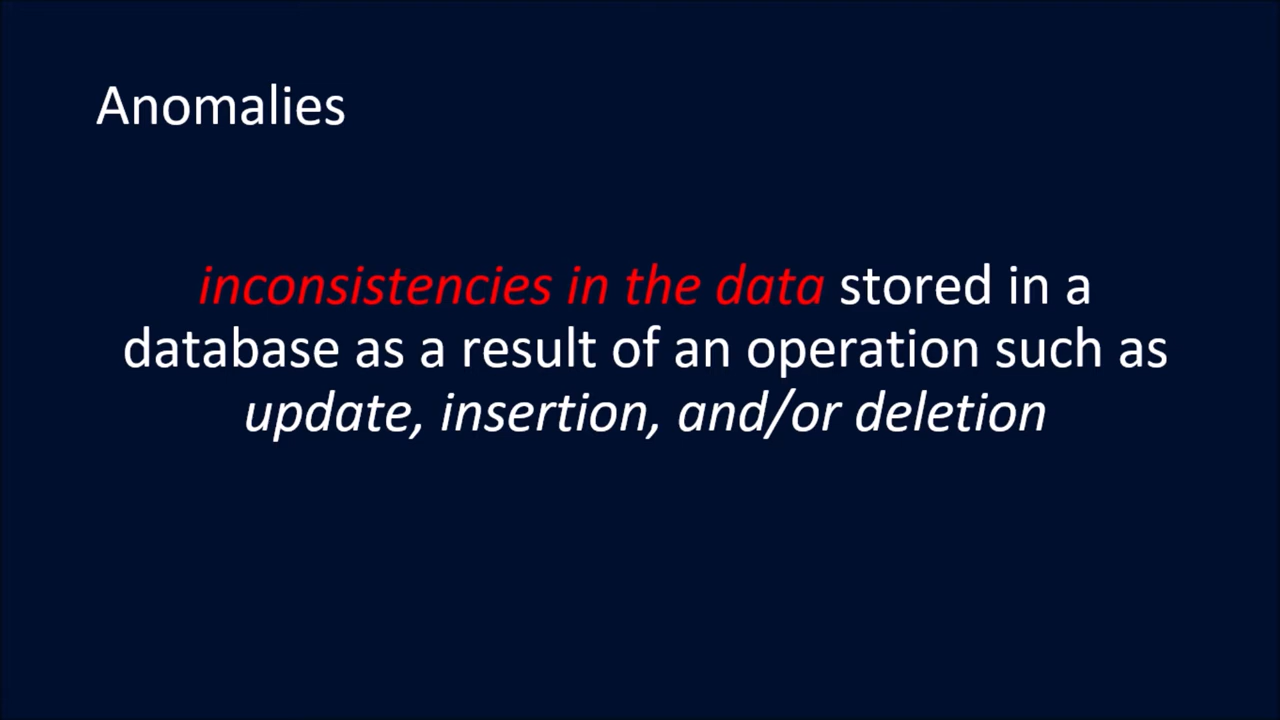 Anomalies
inconsistencies in the data stored in a
database as a result of an operation such as
update, insertion, and/or deletion